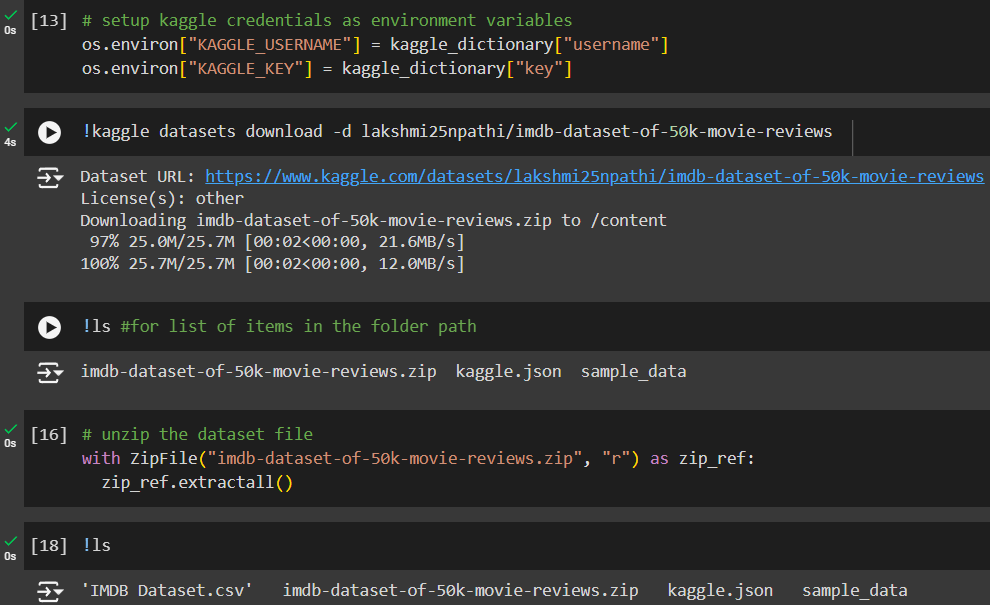 0s
[13] # setup kaggle credentials as environment variables
os.environ["KAGGLE_USERNAME"] = kaggle_dictionary["username"]
os.environ["KAGGLE_KEY"] = kaggle_dictionary["key"]
4s
!kaggle datasets download -d lakshmi25npathi/imdb-dataset-of-50k-movie-reviews
Dataset URL: https://www.kaggle.com/datasets/lakshmi25npathi/imdb-dataset-of-50k-movie-reviews
License(s): other
Downloading imdb-dataset-of-50k-movie-reviews.zip to /content
97% 25.0M/25.7M [00:02<00:00, 21.6MB/s]
100% 25.7M/25.7M [00:02<00:00, 12.0MB/s]
!ls #for list of items in the folder path
imdb-dataset-of-50k-movie-reviews.zip kaggle.json sample_data
0s
[16] # unzip the dataset file
with ZipFile("imdb-dataset-of-50k-movie-reviews.zip", "r") as zip_ref:
zip_ref.extractall()
0s
[18] !ls
'IMDB Dataset.csv' imdb-dataset-of-50k-movie-reviews.zip kaggle.json sample_data